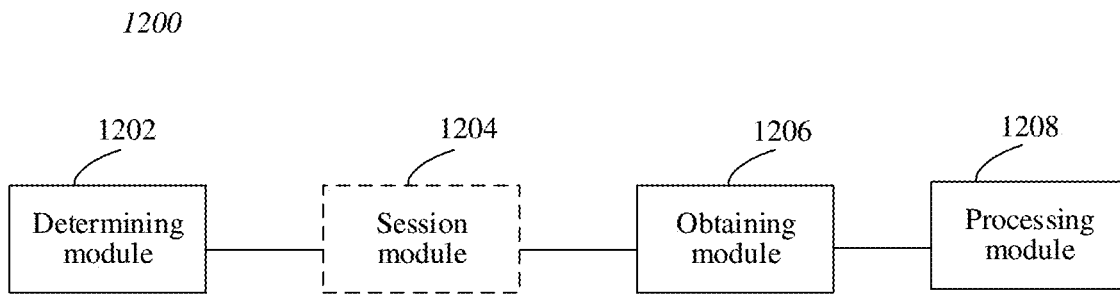 1200
1202
1204
1206
1208
Determining
module
Session
module
Obtaining
module
Processing
module